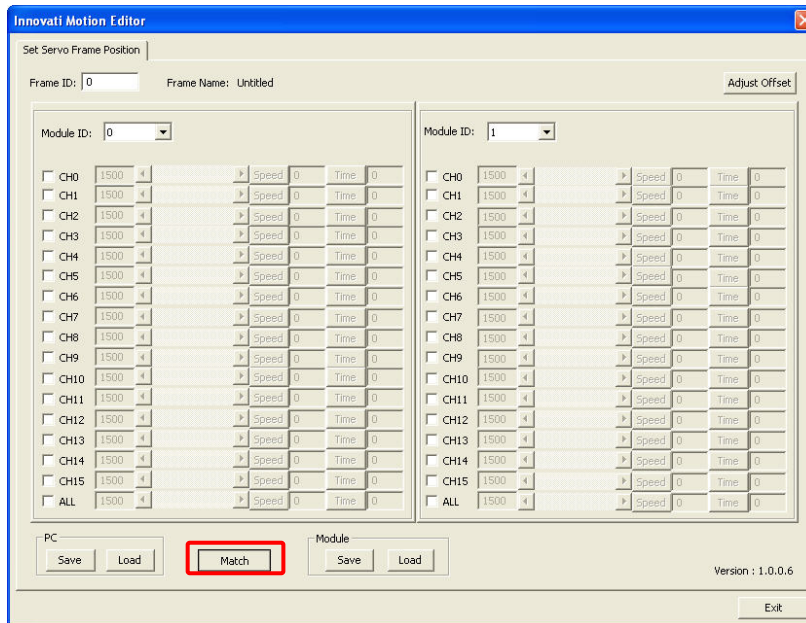 Innovati Motion Editor
Set Servo Frame Position
Frame ID: 0 Frame Name: Untitled Adjust Offset
Module ID: 0 Module ID: 1
CH0 1500 Speed 0 Time 0 CH0 1500 Speed 0 Time 0
CH1 1500 Speed 0 Time 0 CH1 1500 Speed 0 Time 0
CH2 1500 Speed 0 Time 0 CH2 1500 Speed 0 Time 0
CH3 1500 Speed 0 Time 0 CH3 1500 Speed 0 Time 0
CH4 1500 Speed 0 Time 0 CH4 1500 Speed 0 Time 0
CH5 1500 Speed 0 Time 0 CH5 1500 Speed 0 Time 0
CH6 1500 Speed 0 Time 0 CH6 1500 Speed 0 Time 0
CH7 1500 Speed 0 Time 0 CH7 1500 Speed 0 Time 0
CH8 1500 Speed 0 Time 0 CH8 1500 Speed 0 Time 0
CH9 1500 Speed 0 Time 0 CH9 1500 Speed 0 Time 0
CH10 1500 Speed 0 Time 0 CH10 1500 Speed 0 Time 0
CH11 1500 Speed 0 Time 0 CH11 1500 Speed 0 Time 0
CH12 1500 Speed 0 Time 0 CH12 1500 Speed 0 Time 0
CH13 1500 Speed 0 Time 0 CH13 1500 Speed 0 Time 0
CH14 1500 Speed 0 Time 0 CH14 1500 Speed 0 Time 0
CH15 1500 Speed 0 Time 0 CH15 1500 Speed 0 Time 0
ALL 1500 Speed 0 Time 0 ALL 1500 Speed 0 Time 0
PC Module
Save Load Match Save Load
Version : 1.0.0.6
Exit